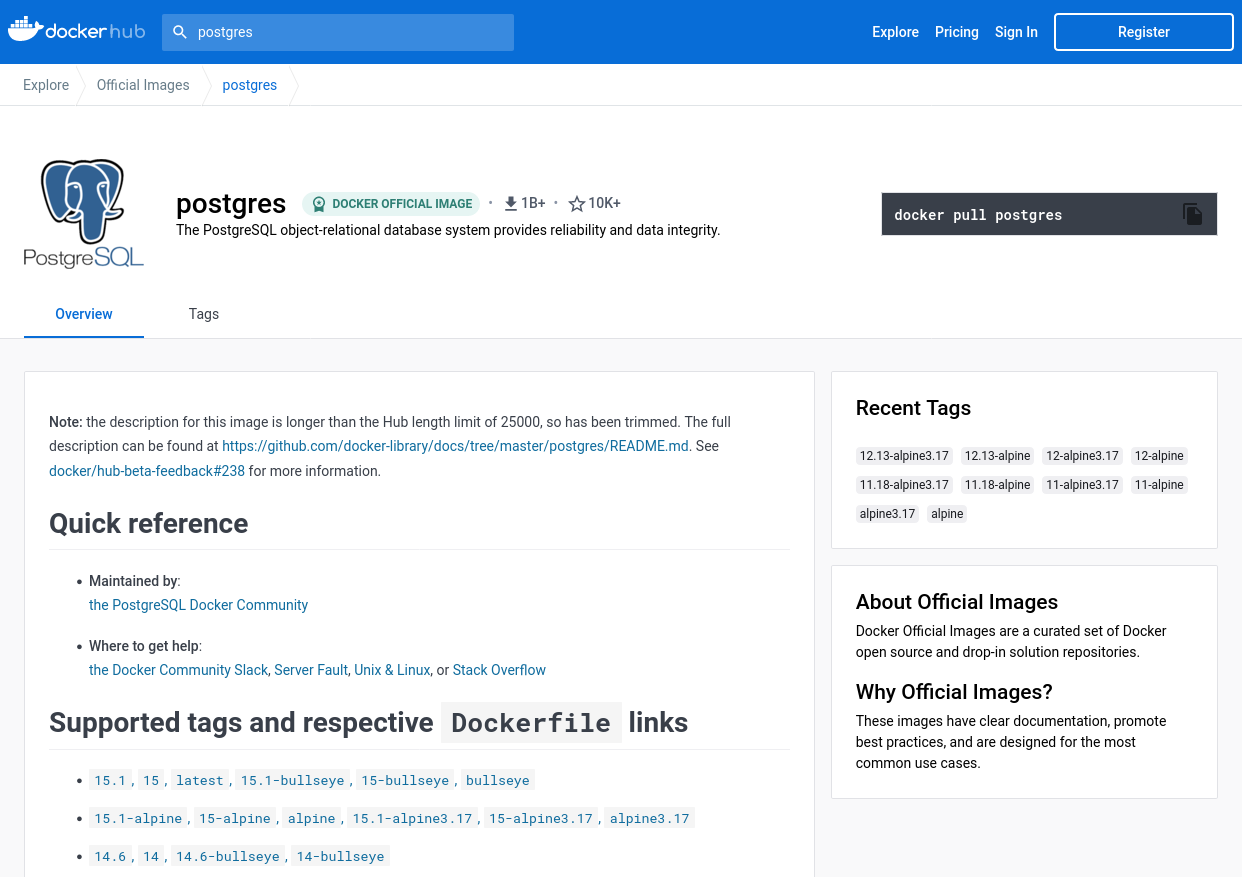 dockerhub
postgres
Explore Pricing Sign In Register
Explore Official Images postgres
PostgreSQL
postgres DOCKER OFFICIAL IMAGE • 1B+ • 10K+
The PostgreSQL object-relational database system provides reliability and data integrity.
docker pull postgres
Overview Tags
Note: the description for this image is longer than the Hub length limit of 25000, so has been trimmed. The full
description can be found at https://github.com/docker-library/docs/tree/master/postgres/README.md. See
docker/hub-beta-feedback#238 for more information.
Quick reference
• Maintained by:
the PostgreSQL Docker Community
• Where to get help:
the Docker Community Slack, Server Fault, Unix & Linux, or Stack Overflow
Supported tags and respective Dockerfile links
• 15.1, 15, latest, 15.1-bullseye, 15-bullseye, bullseye
• 15.1-alpine, 15-alpine, alpine, 15.1-alpine3.17, 15-alpine3.17, alpine3.17
• 14.6, 14, 14.6-bullseye, 14-bullseye
Recent Tags
12.13-alpine3.17 12.13-alpine 12-alpine3.17 12-alpine
11.18-alpine3.17 11.18-alpine 11-alpine3.17 11-alpine
alpine3.17 alpine
About Official Images
Docker Official Images are a curated set of Docker
open source and drop-in solution repositories.
Why Official Images?
These images have clear documentation, promote
best practices, and are designed for the most
common use cases.